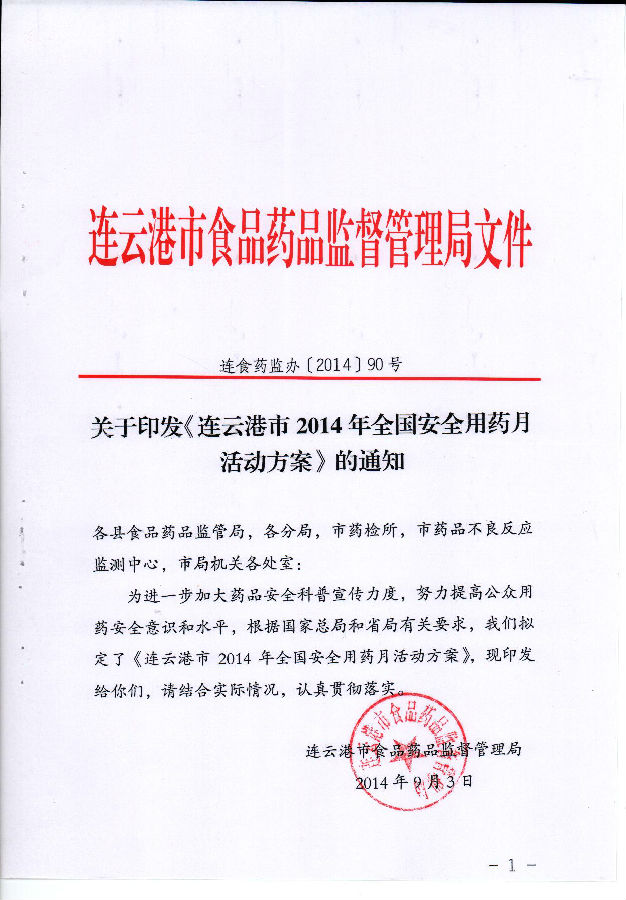 连云港市食品药品监督管理局文件
连食药监办〔2014〕90号
关于印发《连云港市2014年全国安全用药月
活动方案》的通知
各县食品药品监管局，各分局，市药检所，市药品不良反应
监测中心，市局机关各处室：
为进一步加大药品安全科普宣传力度，努力提高公众用
药安全意识和水平，根据国家总局和省局有关要求，我们拟
定了《连云港市2014年全国安全用药月活动方案》，现印发
给你们，请结合实际情况，认真贯彻落实。
连云港市食品药品监督管理局
连云港市食品药品监督管理局
2014年9月3日
- 1 -